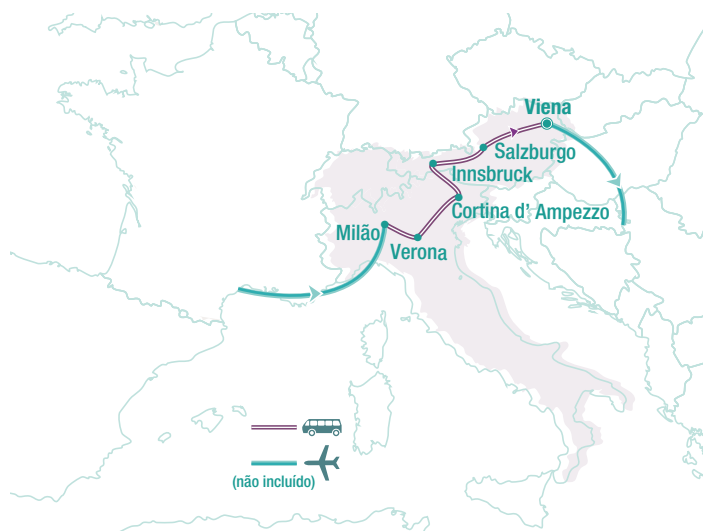 Viena
Salzburgo
Innsbruck
Cortina d' Ampezzo
Milão
Verona
(não incluído)